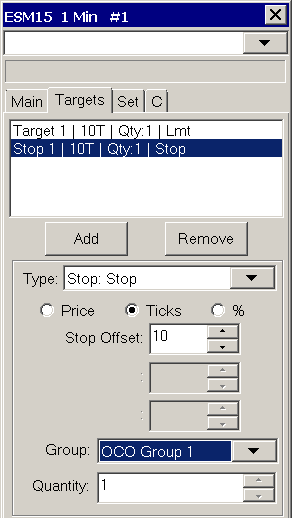 ESM15 1 Min #1
Main Targets Set C
Target 1 | 10T | Qty:1 | Lmt
Stop 1 | 10T | Qty:1 | Stop
Add Remove
Type: Stop: Stop
Price Ticks %
Stop Offset: 10
:
:
Group: OCO Group 1
Quantity: 1